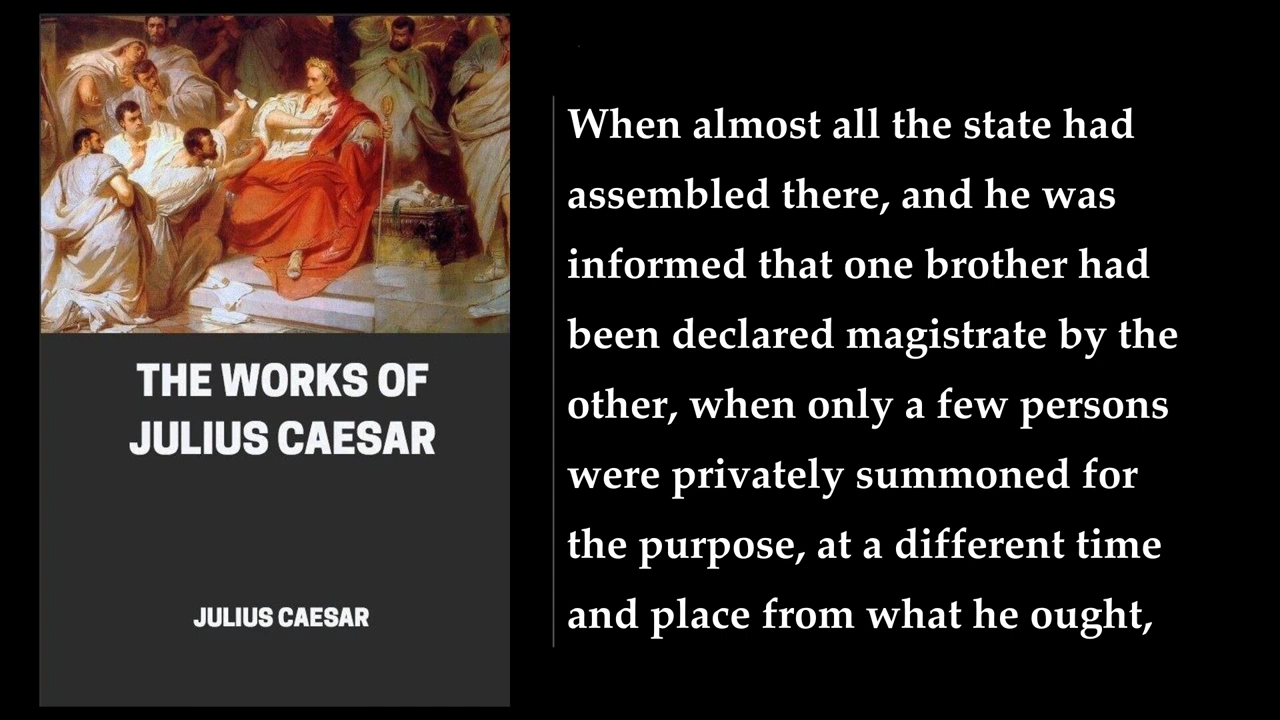 THE WORKS OF
JULIUS CAESAR
JULIUS CAESAR
When almost all the state had
assembled there, and he was
informed that one brother had
been declared magistrate by the
other, when only a few persons
were privately summoned for
the purpose, at a different time
and place from what he ought,